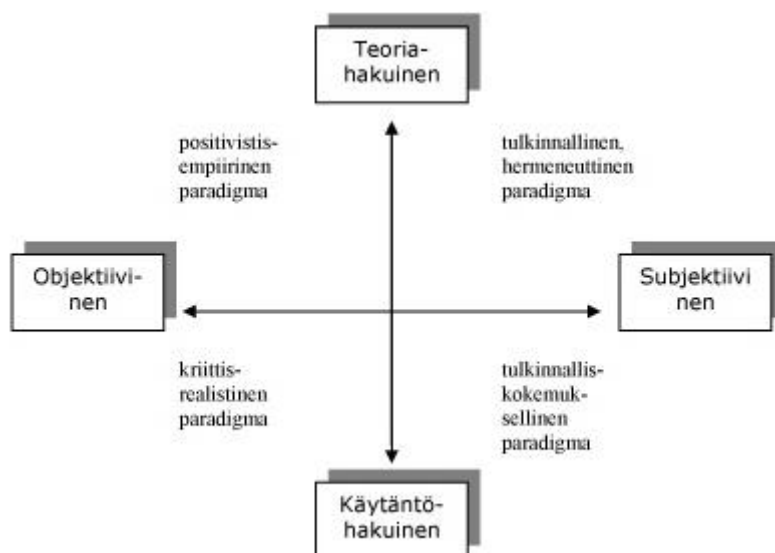 Teoria-
hakuinen
positivistis-
empiirinen
paradigma
tulkinnallinen,
hermeneuttinen
paradigma
Objektiivi-
nen
Subjektiivi
nen
kriittis-
realistinen
paradigma
tulkinnallis-
kokemuk-
sellinen
paradigma
Käytäntö-
hakuinen